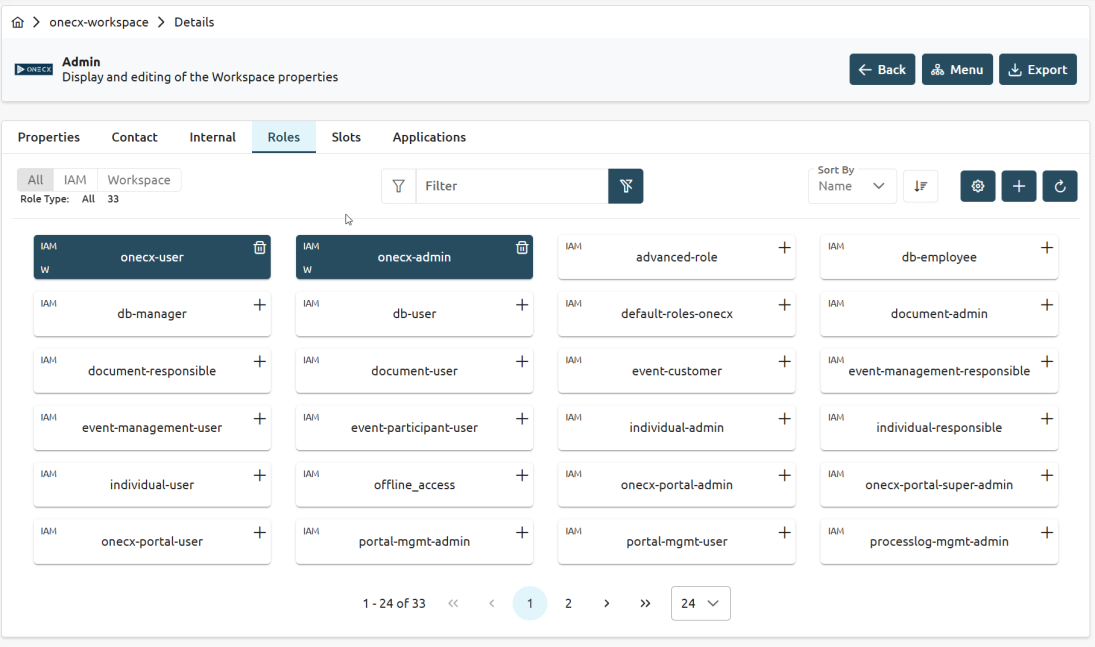 onecx-workspace Details
ONECX
Admin
Display and editing of the Workspace properties
Back Menu Export
Properties Contact Internal Roles Slots Applications
All IAM Workspace
Role Type: All 33
Filter
Sort By
Name
IAM W onecx-user
IAM W onecx-admin
IAM advanced-role
IAM db-employee
IAM db-manager
IAM db-user
IAM default-roles-onecx
IAM document-admin
IAM document-responsible
IAM document-user
IAM event-customer
IAM event-management-responsible
IAM event-management-user
IAM event-participant-user
IAM individual-admin
IAM individual-responsible
IAM individual-user
IAM offline_access
IAM onecx-portal-admin
IAM onecx-portal-super-admin
IAM onecx-portal-user
IAM portal-mgmt-admin
IAM portal-mgmt-user
IAM processlog-mgmt-admin
1 - 24 of 33 1 2 24